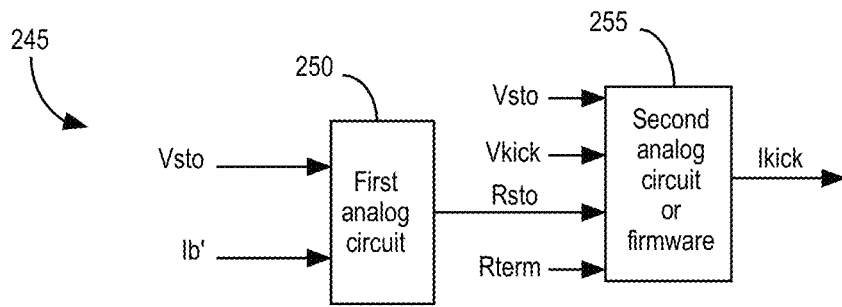 245
250
255
Vsto
Ib'
First
analog
circuit
Vsto
Vkick
Rsto
Rterm
Second
analog
circuit
or
firmware
Ikick